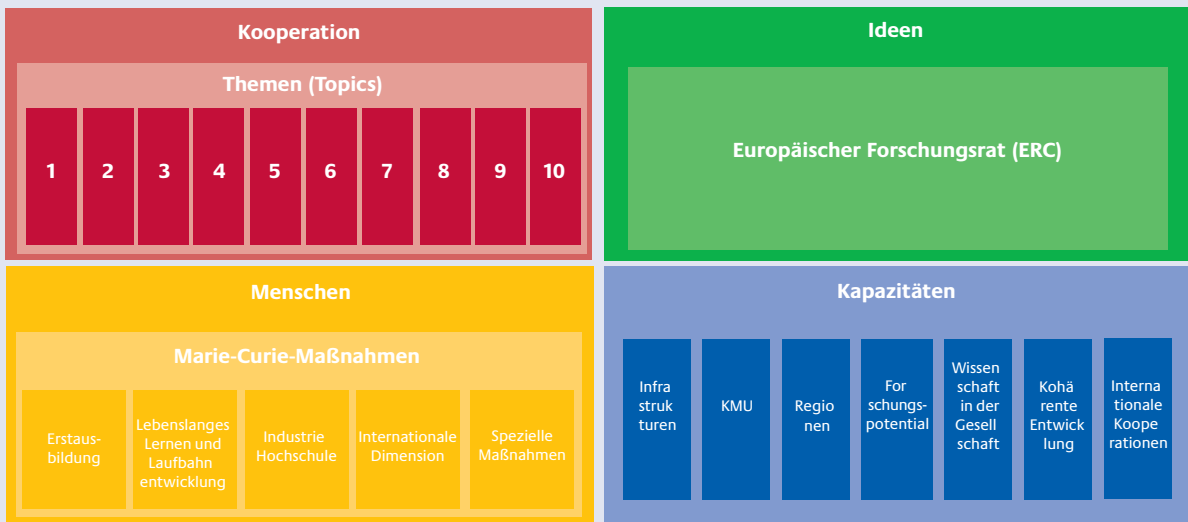 Kooperation
Themen (Topics)
1 2 3 4 5 6 7 8 9 10
Ideen
Europäischer Forschungsrat (ERC)
Menschen
Marie-Curie-Maßnahmen
Erstaus-
bildung
Lebenslanges
Lernen und
Laufbahn
entwicklung
Industrie
Hochschule
Internationale
Dimension
Spezielle
Maßnahmen
Kapazitäten
Infra
struk
turen
KMU
Regio
nen
For
schungs-
potential
Wissen
schaft
in der
Gesell
schaft
Kohä
rente
Entwick
lung
Interna
tionale
Koope
rationen